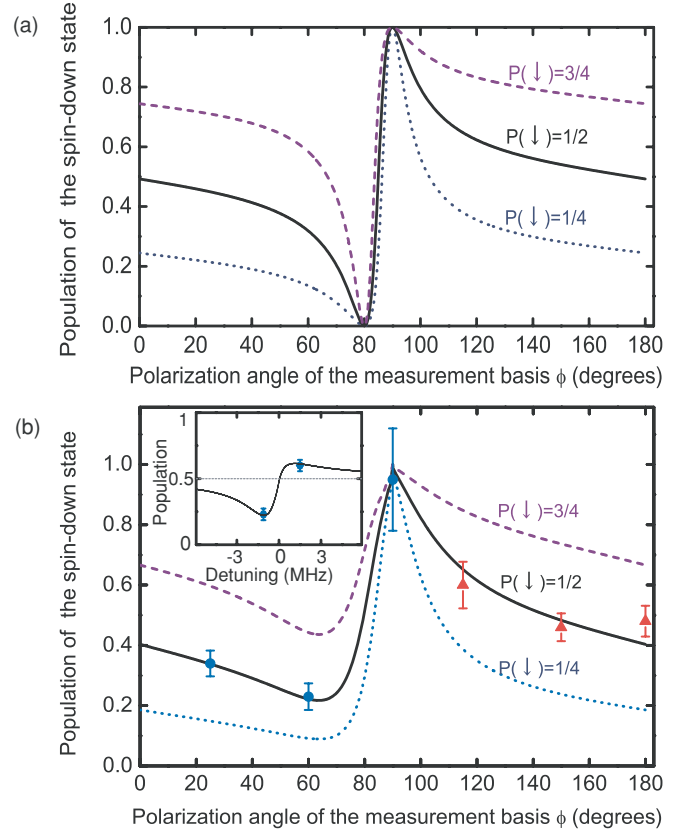 (a)
Population of the spin-down state
1.0
0.8
0.6
0.4
0.2
0.0
P(↓)=3/4
P(↓)=1/2
P(↓)=1/4
0 20 40 60 80 100 120 140 160 180
Polarization angle of the measurement basis ϕ (degrees)
(b)
Population of the spin-down state
1.0
0.8
0.6
0.4
0.2
0.0
Population
1
0.5
0
-3 0 3
Detuning (MHz)
P(↓)=3/4
P(↓)=1/2
P(↓)=1/4
0 20 40 60 80 100 120 140 160 180
Polarization angle of the measurement basis ϕ (degrees)